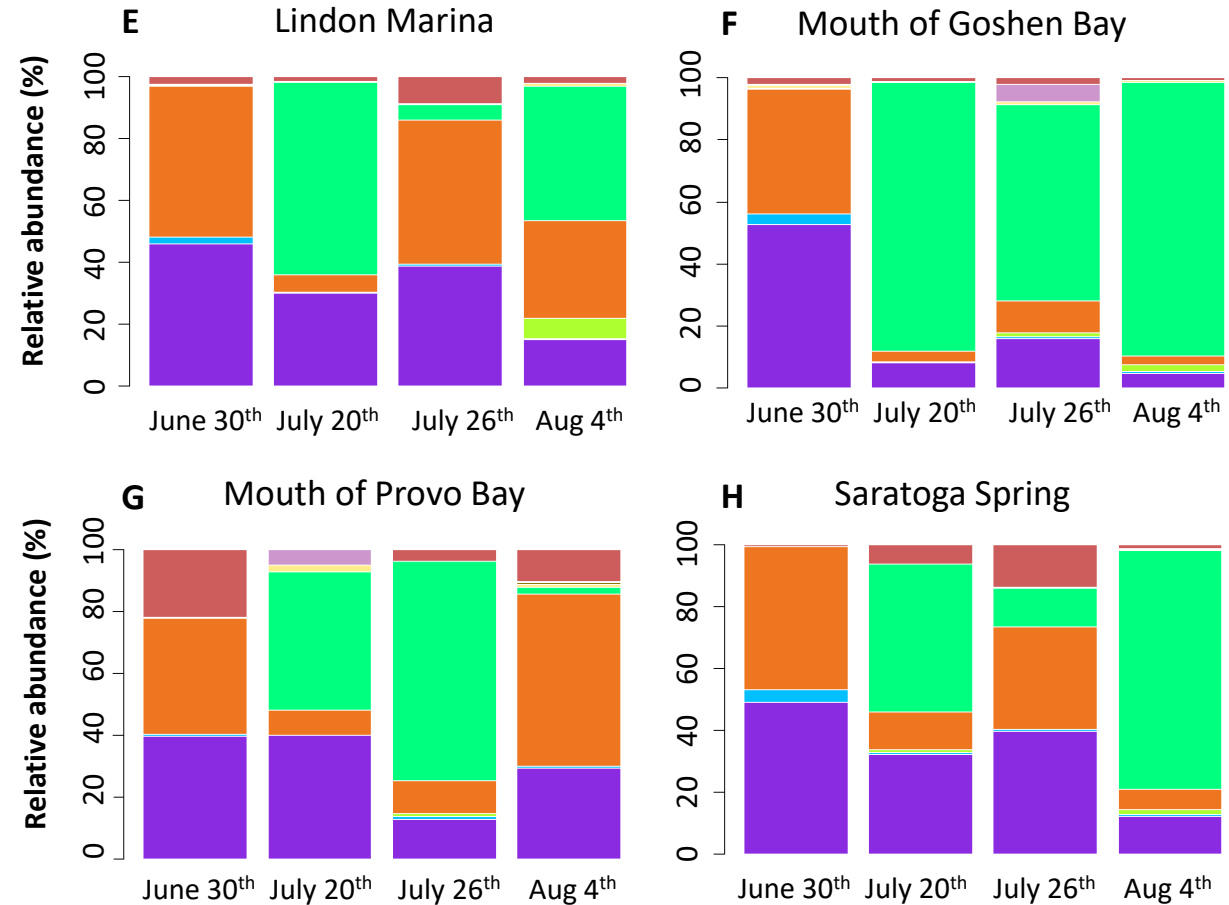 E Lindon Marina
Relative abundance (%)
100
80
60
40
20
0
June 30th July 20th July 26th Aug 4th
F Mouth of Goshen Bay
100
80
60
40
20
0
June 30th July 20th July 26th Aug 4th
G Mouth of Provo Bay
Relative abundance (%)
100
80
60
40
20
0
June 30th July 20th July 26th Aug 4th
H Saratoga Spring
100
80
60
40
20
0
June 30th July 20th July 26th Aug 4th